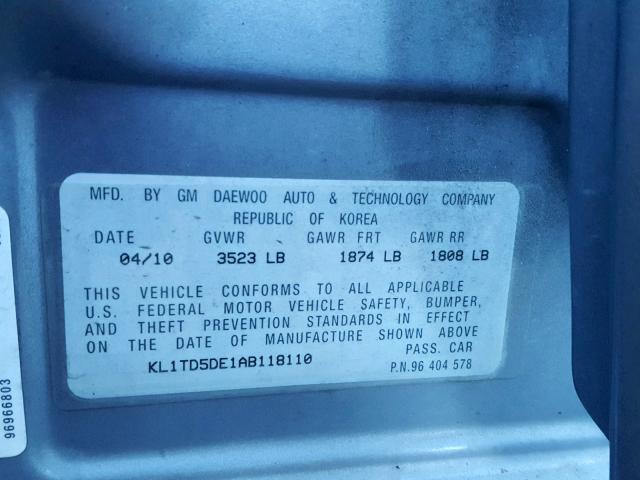 MFD. BY GM DAEWOO AUTO & TECHNOLOGY COMPANY
REPUBLIC OF KOREA
DATE GVWR GAWR FRT GAWR RR
04/10 3523 LB 1874 LB 1808 LB
THIS VEHICLE CONFORMS TO ALL APPLICABLE
U.S. FEDERAL MOTOR VEHICLE SAFETY, BUMPER,
AND THEFT PREVENTION STANDARDS IN EFFECT
ON THE DATE OF MANUFACTURE SHOWN ABOVE
PASS. CAR
KL1TD5DE1AB118110
P.N.96 404 578
96966803